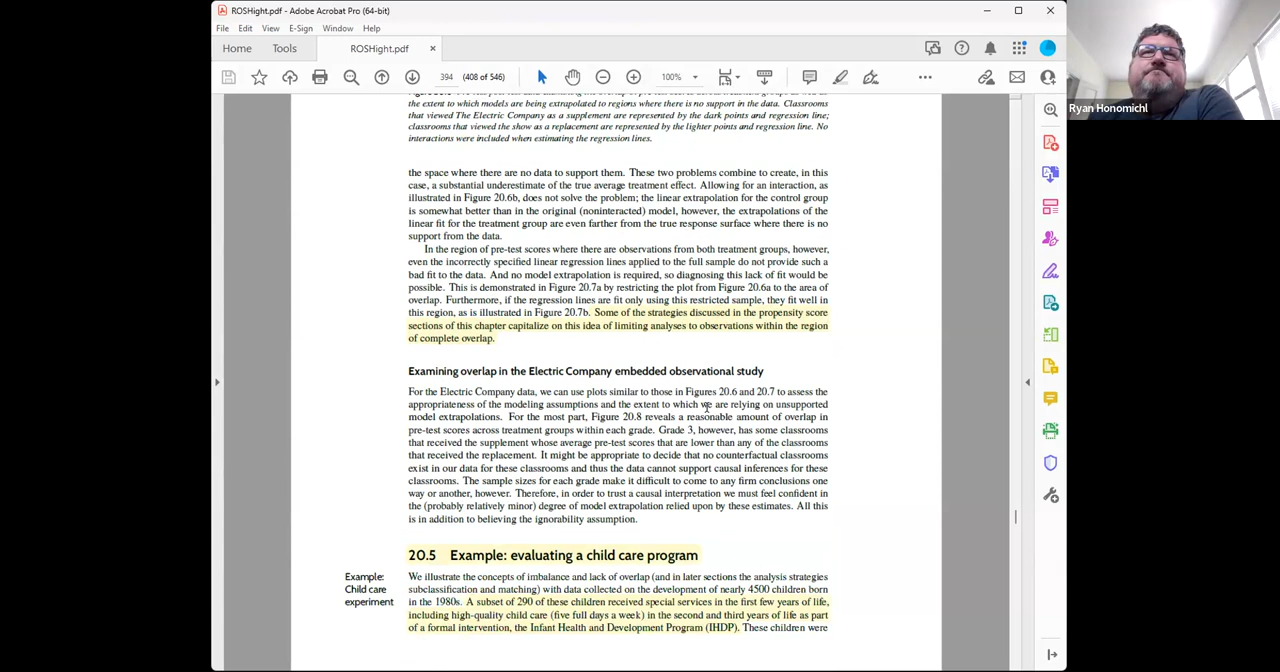 ROSHight.pdf - Adobe Acrobat Pro (64-bit)
File Edit View E-Sign Window Help
Home Tools ROSHight.pdf ×
394 (408 of 546) 100%
the extent to which models are being extrapolated to regions where there is no support in the data. Classrooms
that viewed The Electric Company as a supplement are represented by the dark points and regression line;
classrooms that viewed the show as a replacement are represented by the lighter points and regression line. No
interactions were included when estimating the regression lines.
the space where there are no data to support them. These two problems combine to create, in this
case, a substantial underestimate of the true average treatment effect. Allowing for an interaction, as
illustrated in Figure 20.6b, does not solve the problem; the linear extrapolation for the control group
is somewhat better than in the original (noninteracted) model, however, the extrapolations of the
linear fit for the treatment group are even farther from the true response surface where there is no
support from the data.
In the region of pre-test scores where there are observations from both treatment groups, however,
even the incorrectly specified linear regression lines applied to the full sample do not provide such a
bad fit to the data. And no model extrapolation is required, so diagnosing this lack of fit would be
possible. This is demonstrated in Figure 20.7a by restricting the plot from Figure 20.6a to the area of
overlap. Furthermore, if the regression lines are fit only using this restricted sample, they fit well in
this region, as is illustrated in Figure 20.7b. Some of the strategies discussed in the propensity score
sections of this chapter capitalize on this idea of limiting analyses to observations within the region
of complete overlap.
Examining overlap in the Electric Company embedded observational study
For the Electric Company data, we can use plots similar to those in Figures 20.6 and 20.7 to assess the
appropriateness of the modeling assumptions and the extent to which we are relying on unsupported
model extrapolations. For the most part, Figure 20.8 reveals a reasonable amount of overlap in
pre-test scores across treatment groups within each grade. Grade 3, however, has some classrooms
that received the supplement whose average pre-test scores that are lower than any of the classrooms
that received the replacement. It might be appropriate to decide that no counterfactual classrooms
exist in our data for these classrooms and thus the data cannot support causal inferences for these
classrooms. The sample sizes for each grade make it difficult to come to any firm conclusions one
way or another, however. Therefore, in order to trust a causal interpretation we must feel confident in
the (probably relatively minor) degree of model extrapolation relied upon by these estimates. All this
is in addition to believing the ignorability assumption.
20.5 Example: evaluating a child care program
Example:
Child care
experiment
We illustrate the concepts of imbalance and lack of overlap (and in later sections the analysis strategies
subclassification and matching) with data collected on the development of nearly 4500 children born
in the 1980s. A subset of 290 of these children received special services in the first few years of life,
including high-quality child care (five full days a week) in the second and third years of life as part
of a formal intervention, the Infant Health and Development Program (IHDP). These children were
Ryan Honomichl